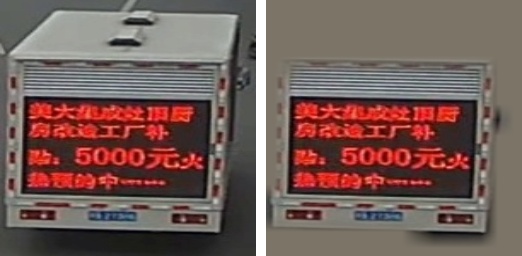 美大集成灶旧厨
房改造工厂补
贴：5000元火
热预约中……
美大集成灶旧厨
房改造工厂补
贴：5000元火
热预约中……